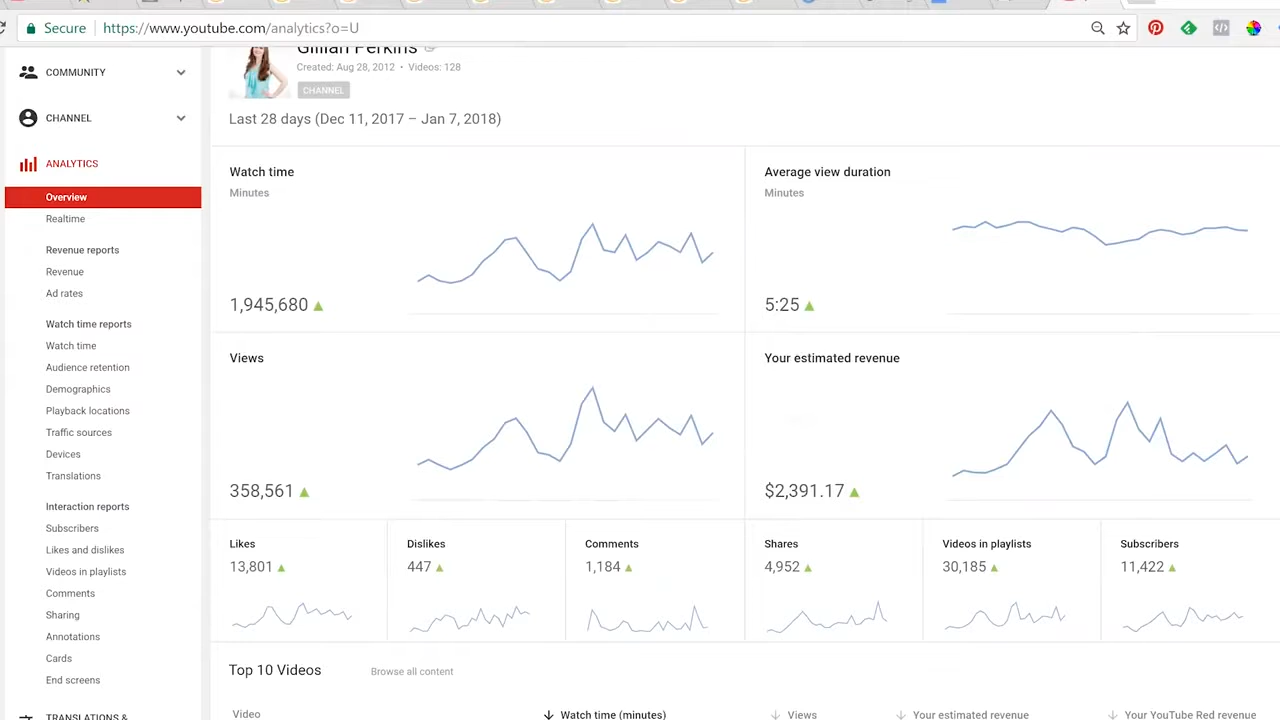 Secure https://www.youtube.com/analytics?o=U
COMMUNITY
CHANNEL
ANALYTICS
Overview
Realtime
Revenue reports
Revenue
Ad rates
Watch time reports
Watch time
Audience retention
Demographics
Playback locations
Traffic sources
Devices
Translations
Interaction reports
Subscribers
Likes and dislikes
Videos in playlists
Comments
Sharing
Annotations
Cards
End screens
TRANSLATIONS &
Gillian Perkins
Created: Aug 28, 2012 • Videos: 128
CHANNEL
Last 28 days (Dec 11, 2017 – Jan 7, 2018)
Watch time
Minutes
1,945,680
Average view duration
Minutes
5:25
Views
358,561
Your estimated revenue
$2,391.17
Likes
13,801
Dislikes
447
Comments
1,184
Shares
4,952
Videos in playlists
30,185
Subscribers
11,422
Top 10 Videos Browse all content
Video Watch time (minutes) Views Your estimated revenue Your YouTube Red revenue